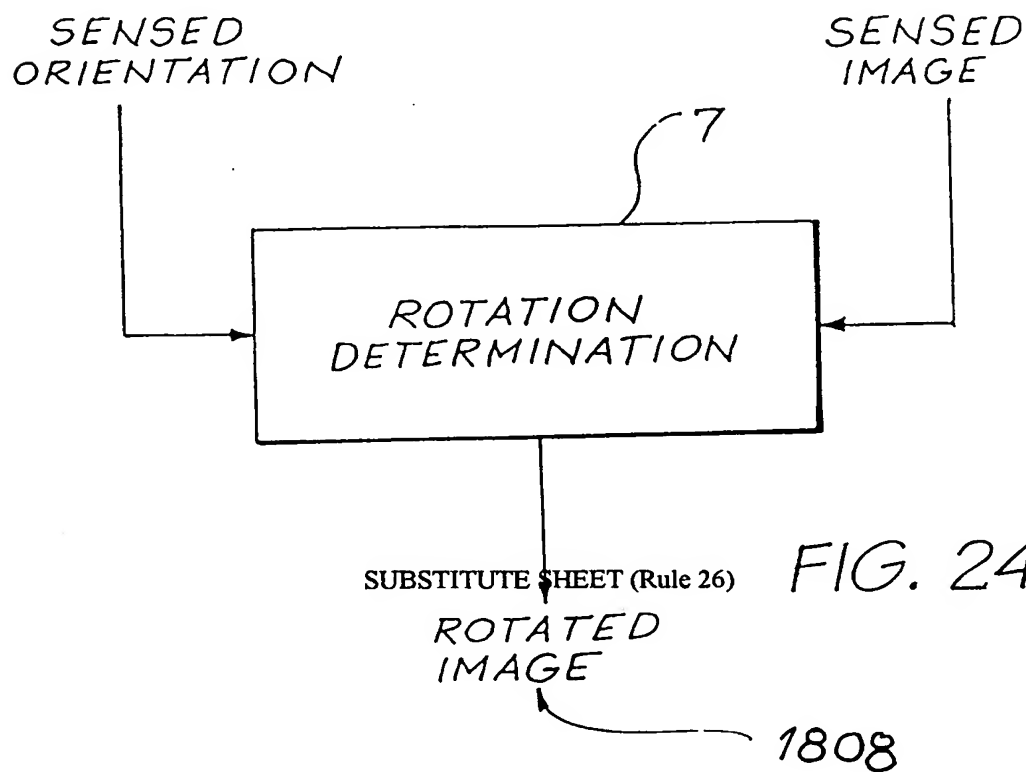 SENSED
ORIENTATION
SENSED
IMAGE
7
ROTATION
DETERMINATION
SUBSTITUTE SHEET (Rule 26)
FIG. 24
ROTATED
IMAGE
1808